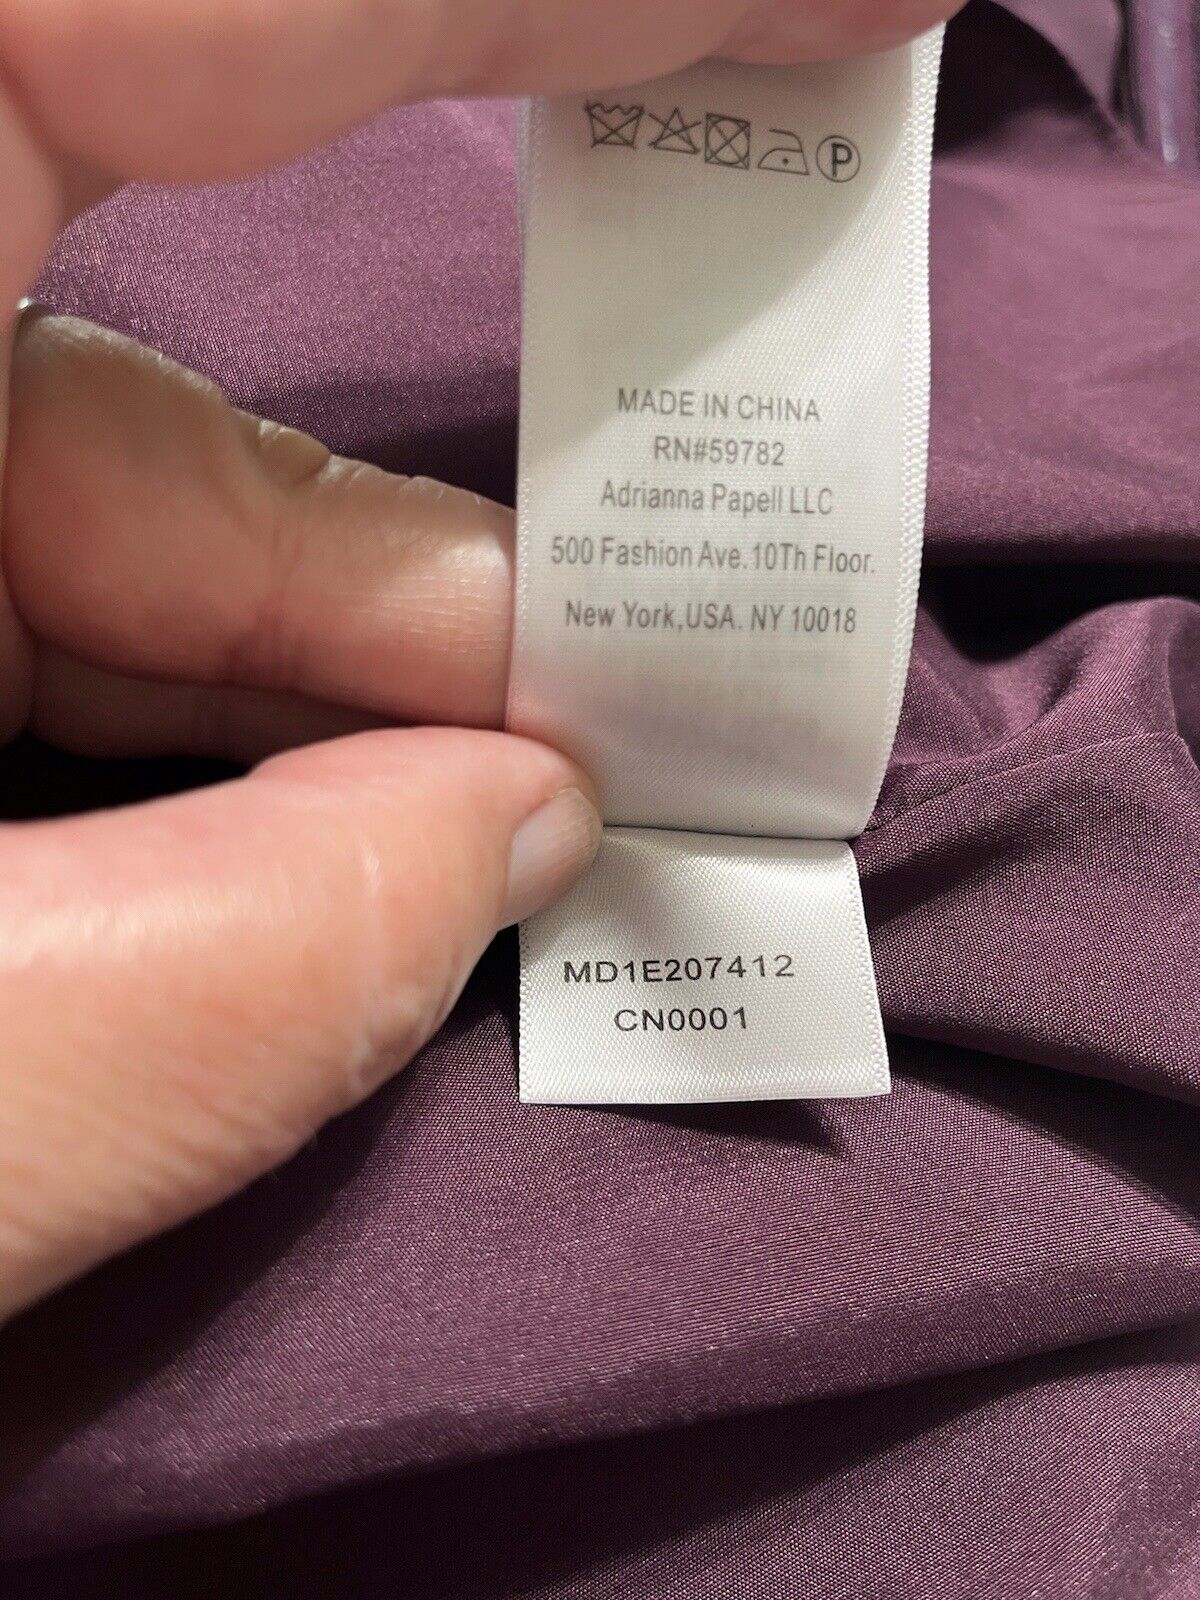 P
MADE IN CHINA
RN#59782
Adrianna Papell LLC
500 Fashion Ave. 10Th Floor.
New York,USA. NY 10018
MD1E207412
CN0001